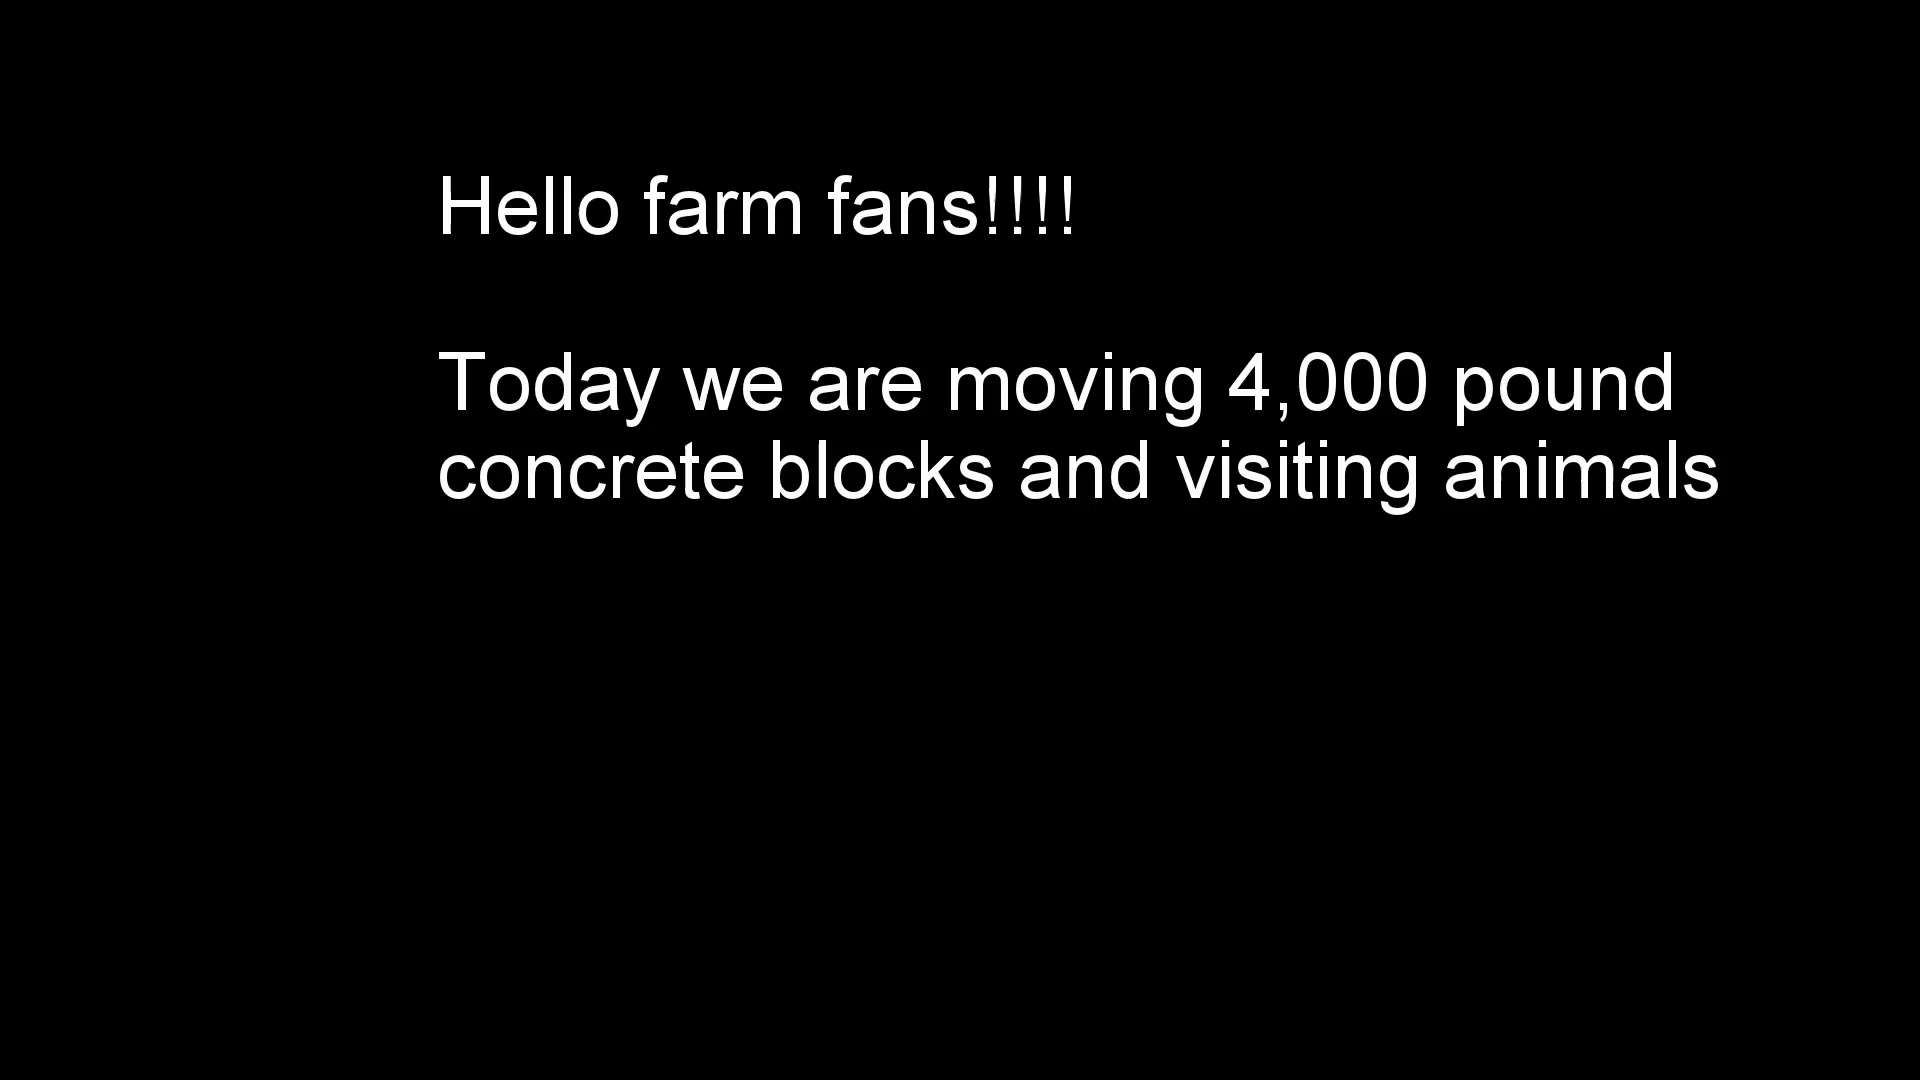 Hello farm fans!!!!
Today we are moving 4,000 pound
concrete blocks and visiting animals